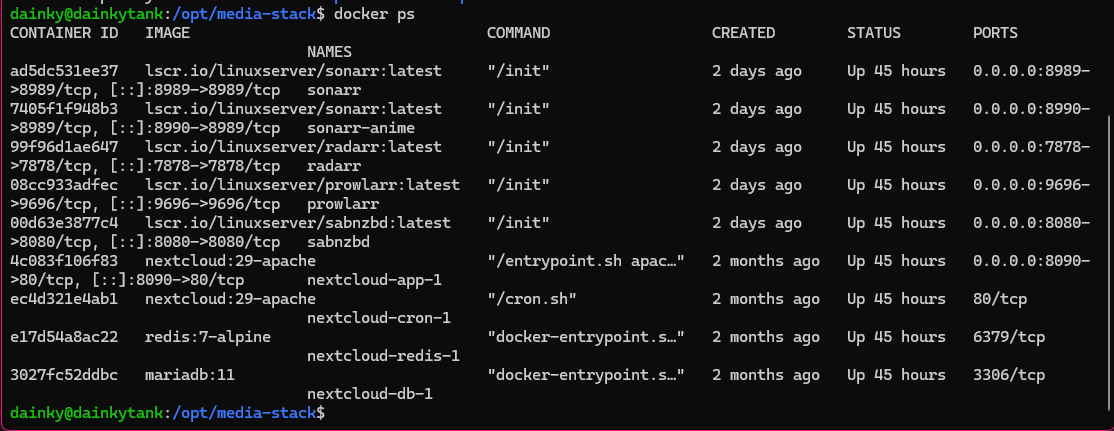 dainky@dainkytank:/opt/media-stack$ docker ps
CONTAINER ID   IMAGE                               COMMAND                  CREATED        STATUS        PORTS
                                 NAMES
ad5dc531ee37   lscr.io/linuxserver/sonarr:latest     "/init"                  2 days ago     Up 45 hours   0.0.0.0:8989-
>8989/tcp, [::]:8989->8989/tcp   sonarr
7405f1f948b3   lscr.io/linuxserver/sonarr:latest     "/init"                  2 days ago     Up 45 hours   0.0.0.0:8990-
>8989/tcp, [::]:8990->8989/tcp   sonarr-anime
99f96d1ae647   lscr.io/linuxserver/radarr:latest     "/init"                  2 days ago     Up 45 hours   0.0.0.0:7878-
>7878/tcp, [::]:7878->7878/tcp   radarr
08cc933adfec   lscr.io/linuxserver/prowlarr:latest   "/init"                  2 days ago     Up 45 hours   0.0.0.0:9696-
>9696/tcp, [::]:9696->9696/tcp   prowlarr
00d63e3877c4   lscr.io/linuxserver/sabnzbd:latest    "/init"                  2 days ago     Up 45 hours   0.0.0.0:8080-
>8080/tcp, [::]:8080->8080/tcp   sabnzbd
4c083f106f83   nextcloud:29-apache                   "/entrypoint.sh apac…"   2 months ago   Up 45 hours   0.0.0.0:8090-
>80/tcp, [::]:8090->80/tcp       nextcloud-app-1
ec4d321e4ab1   nextcloud:29-apache                   "/cron.sh"               2 months ago   Up 45 hours   80/tcp
                                 nextcloud-cron-1
e17d54a8ac22   redis:7-alpine                        "docker-entrypoint.s…"   2 months ago   Up 45 hours   6379/tcp
                                 nextcloud-redis-1
3027fc52ddbc   mariadb:11                            "docker-entrypoint.s…"   2 months ago   Up 45 hours   3306/tcp
                                 nextcloud-db-1
dainky@dainkytank:/opt/media-stack$